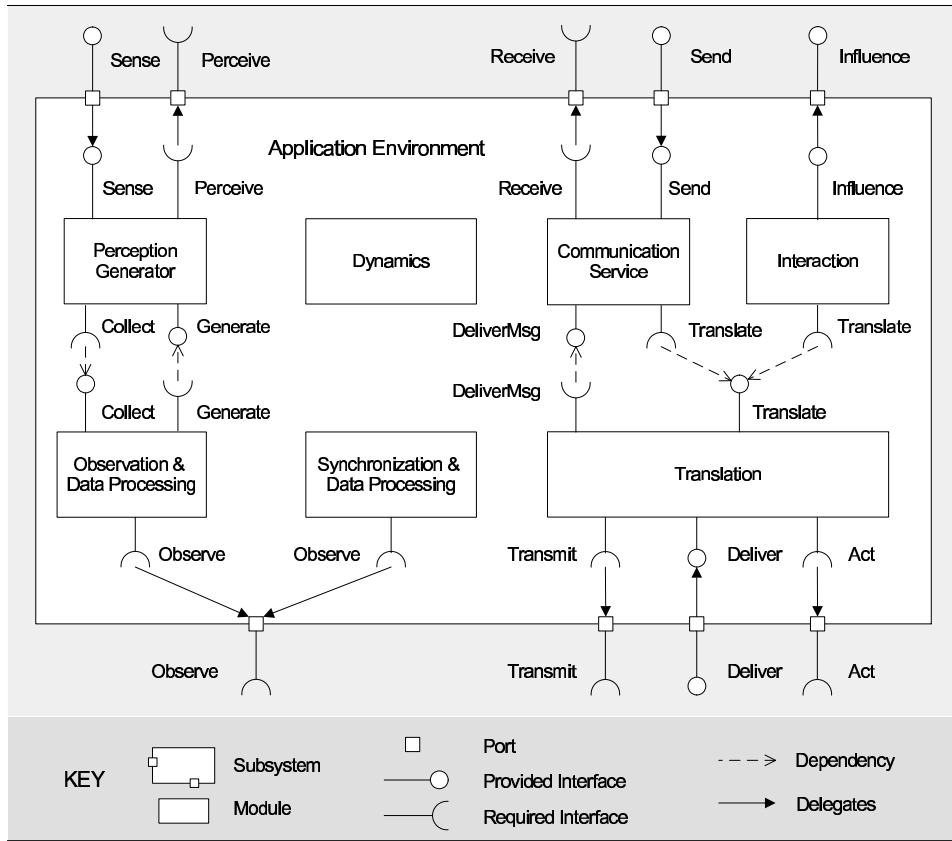 Sense
Perceive
Receive
Send
Influence
Application Environment
Sense
Perceive
Receive
Send
Influence
Perception
Generator
Dynamics
Communication
Service
Interaction
Collect
Generate
DeliverMsg
Translate
Translate
Collect
Generate
DeliverMsg
Translate
Observation &
Data Processing
Synchronization &
Data Processing
Translation
Observe
Observe
Transmit
Deliver
Act
Observe
Transmit
Deliver
Act
KEY
Subsystem
Module
Port
Provided Interface
Required Interface
Dependency
Delegates